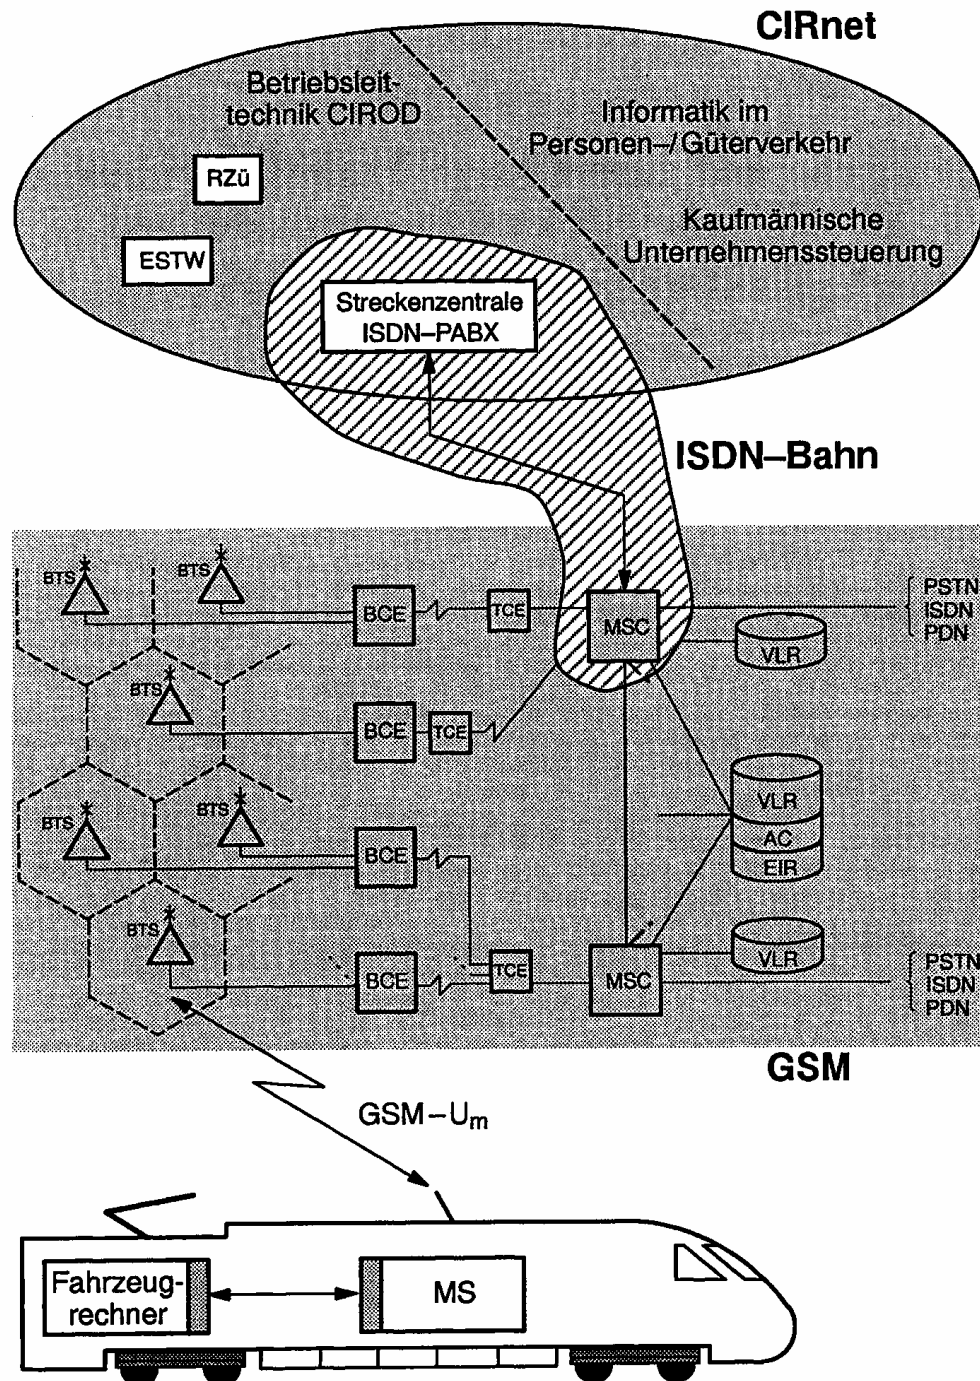 CIRnet
Betriebsleit-
technik CIROD
Informatik im
Personen-/Güterverkehr
RZü
Kaufmännische
Unternehmenssteuerung
ESTW
Streckenzentrale
ISDN-PABX
ISDN-Bahn
BTS
BTS
BCE
TCE
MSC
PSTN
ISDN
PDN
VLR
BTS
BCE
TCE
VLR
AC
EIR
BTS
BTS
BCE
BTS
BCE
TCE
MSC
VLR
PSTN
ISDN
PDN
GSM
GSM-Um
Fahrzeug-
rechner
MS